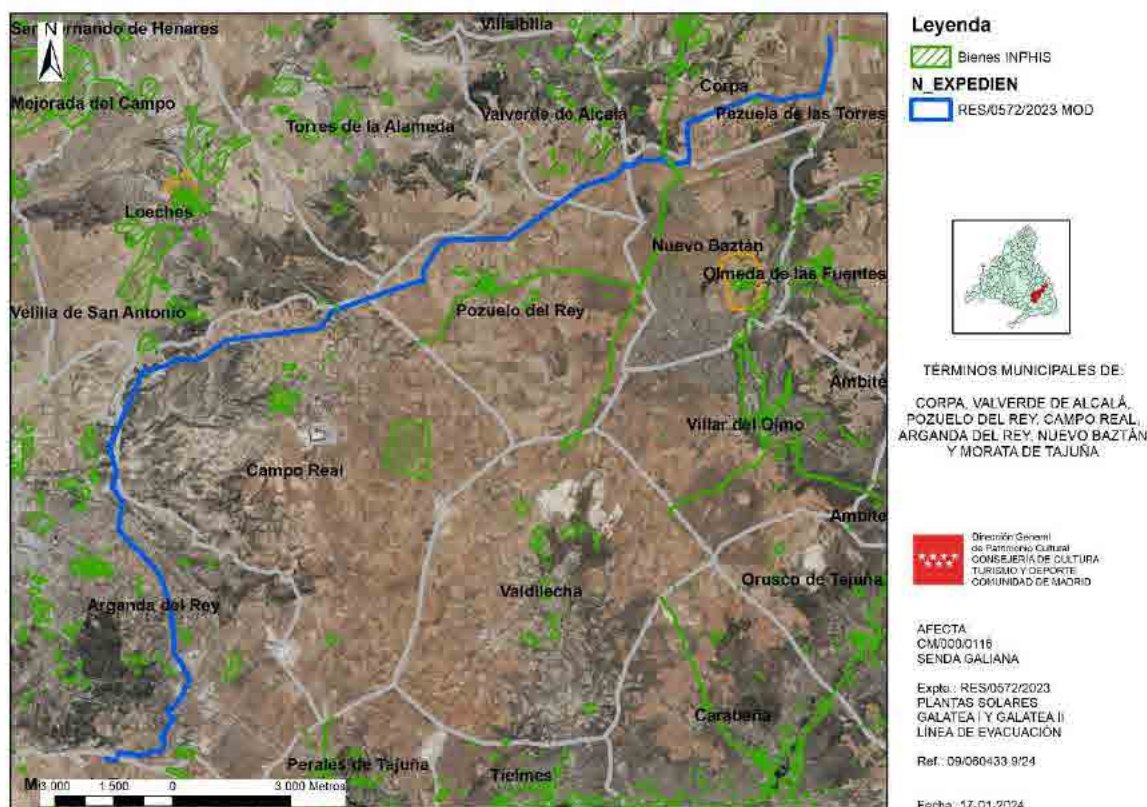 San Fernando de Henares
N
Villalbilla
Mejorada del Campo
Corpa
Torres de la Alameda
Valverde de Alcalá
Pezuela de las Torres
Loeches
Nuevo Baztán
Olmeda de las Fuentes
Velilla de San Antonio
Pozuelo del Rey
Ambite
Villar del Olmo
Campo Real
Ambite
Valdilecha
Orusco de Tajuña
Arganda del Rey
Carabaña
Perales de Tajuña
Tielmes
3.000 1.500 0 3.000 Metros
Leyenda
Bienes INPHIS
N_EXPEDIEN
RES/0572/2023 MOD
TÉRMINOS MUNICIPALES DE:
CORPA, VALVERDE DE ALCALÁ,
POZUELO DEL REY, CAMPO REAL,
ARGANDA DEL REY, NUEVO BAZTÁN
Y MORATA DE TAJUÑA
Dirección General
de Patrimonio Cultural
CONSEJERÍA DE CULTURA
TURISMO Y DEPORTE
COMUNIDAD DE MADRID
AFECTA
CM/000/0116
SENDA GALIANA
Expte.: RES/0572/2023
PLANTAS SOLARES
GALATEA I Y GALATEA II
LÍNEA DE EVACUACIÓN
Ref.: 09/060433.9/24
Fecha: 17-01-2024